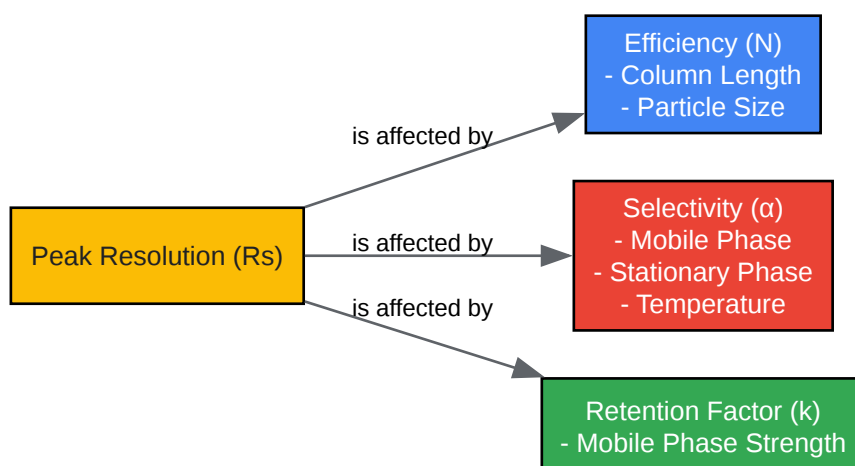 Efficiency (N)
- Column Length
- Particle Size
is affected by
Selectivity (α)
- Mobile Phase
- Stationary Phase
- Temperature
is affected by
Peak Resolution (Rs)
is affected by
Retention Factor (k)
- Mobile Phase Strength